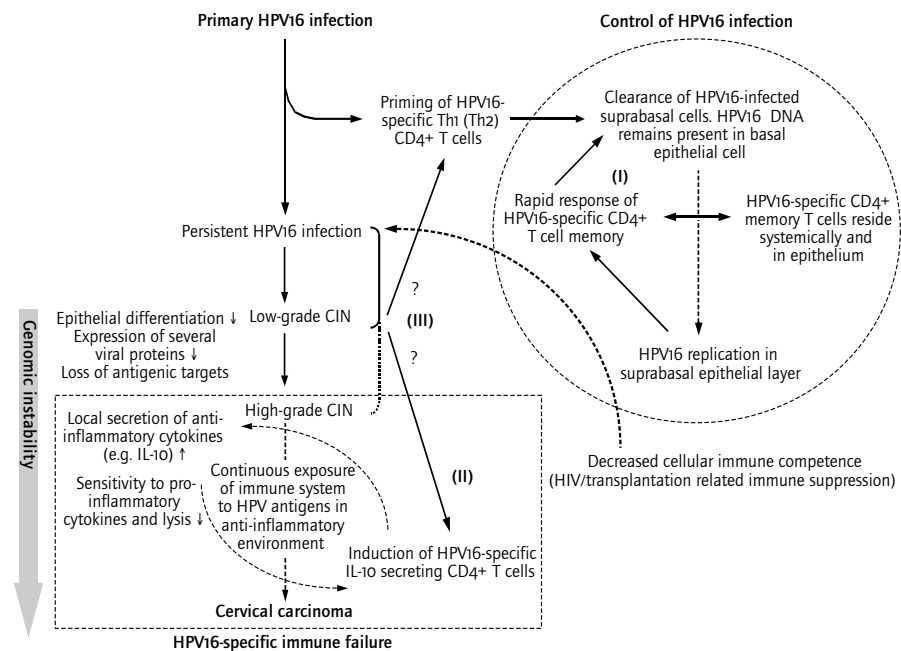 Primary HPV16 infection
Control of HPV16 infection
Priming of HPV16-
specific Th1 (Th2)
CD4+ T cells
Clearance of HPV16-infected
suprabasal cells. HPV16 DNA
remains present in basal
epithelial cell
(I)
Rapid response of
HPV16-specific CD4+
T cell memory
HPV16-specific CD4+
memory T cells reside
systemically and
in epithelium
HPV16 replication in
suprabasal epithelial layer
Persistent HPV16 infection
?
(III)
?
Low-grade CIN
Epithelial differentiation ↓
Expression of several
viral proteins ↓
Loss of antigenic targets
Genomic instability
High-grade CIN
Local secretion of anti-
inflammatory cytokines
(e.g. IL-10) ↑
Sensitivity to pro-
inflammatory
cytokines and lysis ↓
Continuous exposure
of immune system
to HPV antigens in
anti-inflammatory
environment
(II)
Decreased cellular immune competence
(HIV/transplantation related immune suppression)
Induction of HPV16-specific
IL-10 secreting CD4+ T cells
Cervical carcinoma
HPV16-specific immune failure